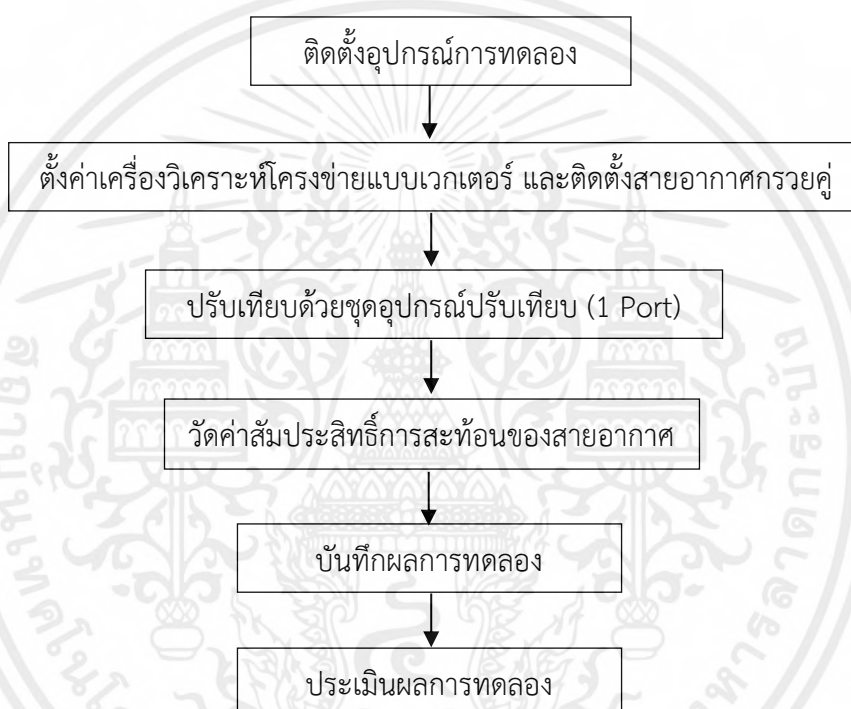 ติดตั้งอุปกรณ์การทดลอง
ตั้งค่าเครื่องวิเคราะห์โครงข่ายแบบเวกเตอร์ และติดตั้งสายอากาศกรวยคู่
ปรับเทียบด้วยชุดอุปกรณ์ปรับเทียบ (1 Port)
วัดค่าสัมประสิทธิ์การสะท้อนของสายอากาศ
บันทึกผลการทดลอง
ประเมินผลการทดลอง